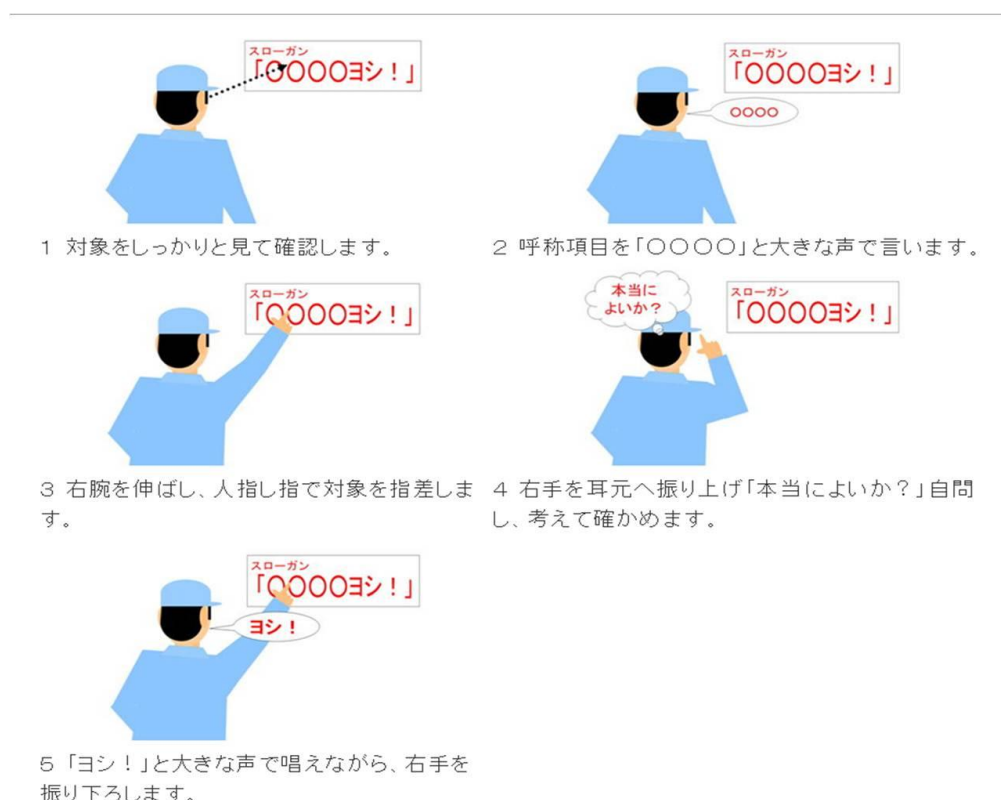 スローガン
「〇〇〇〇ヨシ！」
1 対象をしっかりと見て確認します。
スローガン
「〇〇〇〇ヨシ！」
〇〇〇〇
2 呼称項目を「〇〇〇〇」と大きな声で言います。
スローガン
「〇〇〇〇ヨシ！」
3 右腕を伸ばし、人指し指で対象を指差しま
す。
本当に
よいか？
スローガン
「〇〇〇〇ヨシ！」
4 右手を耳元へ振り上げ「本当によいか？」自問
し、考えて確かめます。
スローガン
「〇〇〇〇ヨシ！」
ヨシ！
5 「ヨシ！」と大きな声で唱えながら、右手を
振り下ろします。